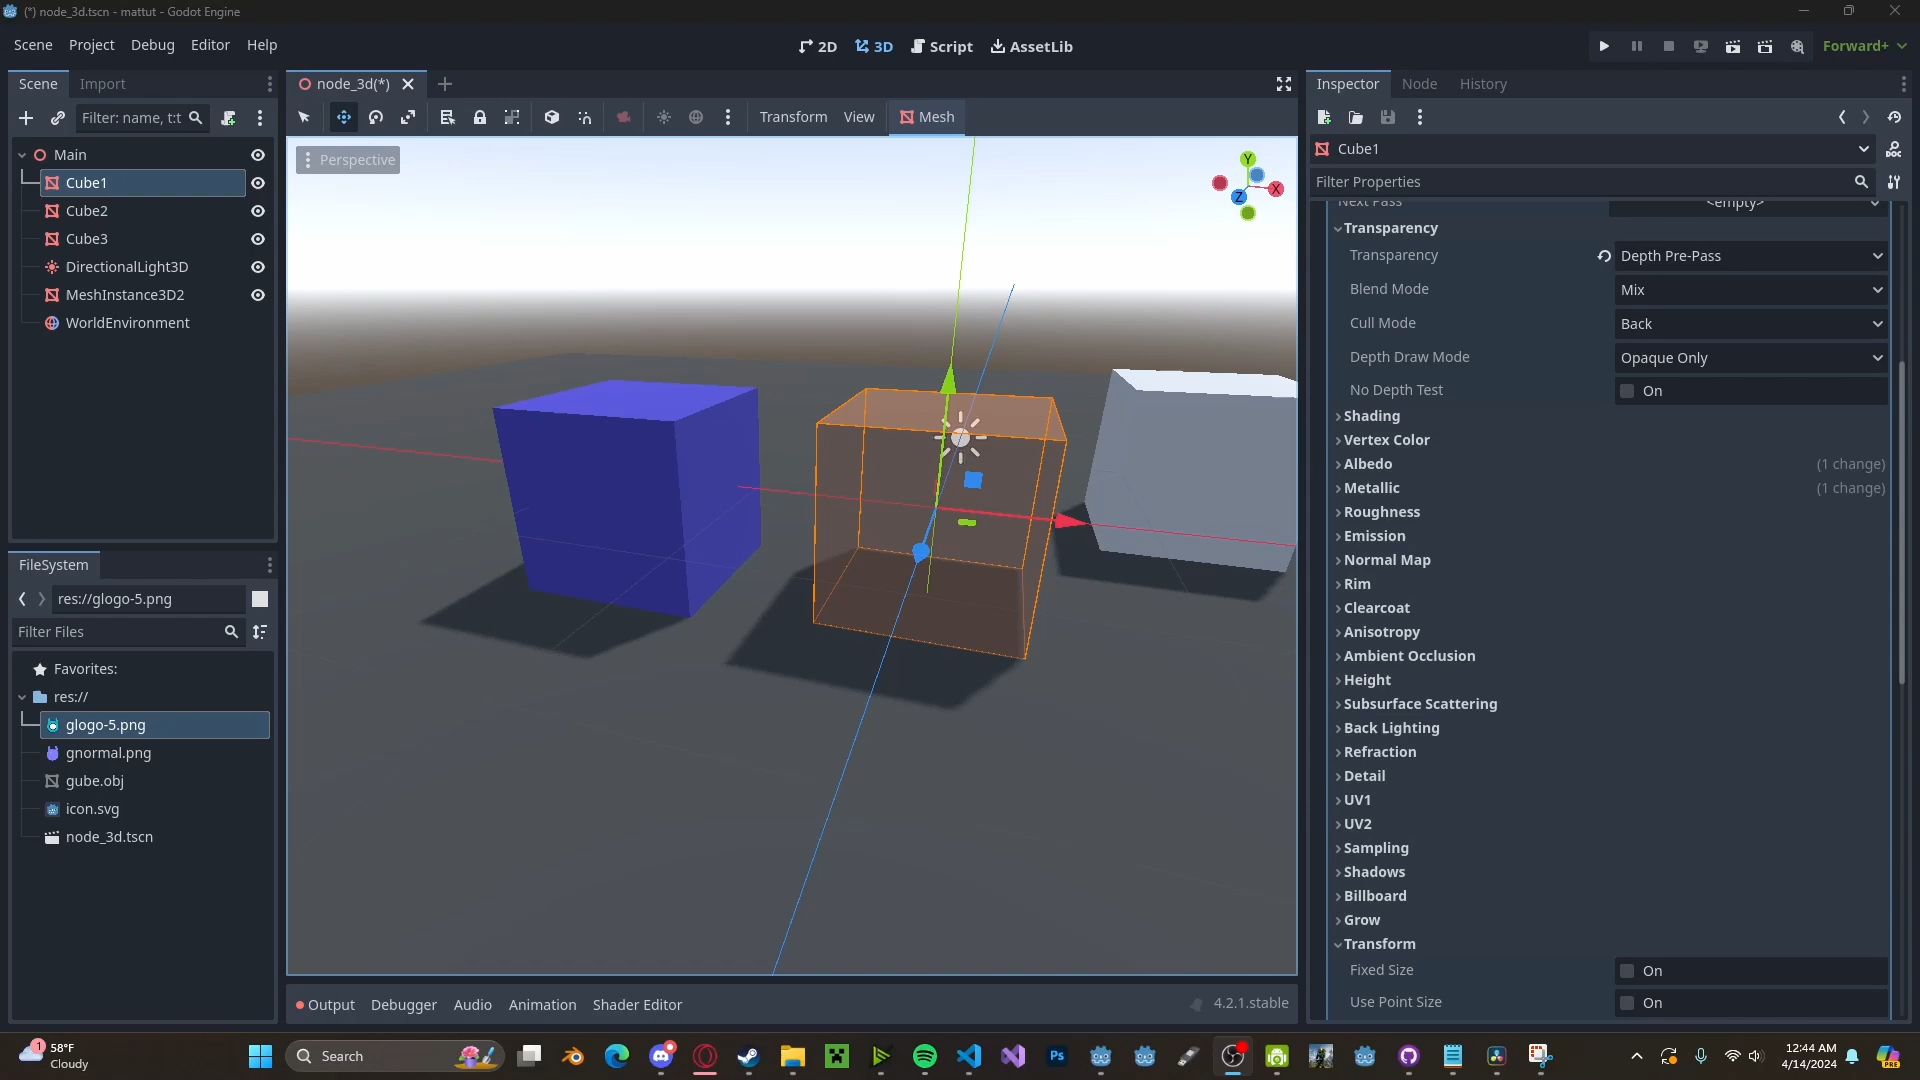 (*) node_3d.tscn - mattut - Godot Engine
Scene Project Debug Editor Help
2D 3D Script AssetLib
Forward+
Scene Import
Filter: name, t:t
Main
Cube1
Cube2
Cube3
DirectionalLight3D
MeshInstance3D2
WorldEnvironment
FileSystem
res://glogo-5.png
Filter Files
Favorites:
res://
glogo-5.png
gnormal.png
gube.obj
icon.svg
node_3d.tscn
node_3d(*)
Transform View Mesh
Perspective
Y
X
Z
Output Debugger Audio Animation Shader Editor
4.2.1.stable
Inspector Node History
Cube1
DOC
Filter Properties
Next Pass <empty>
Transparency
Transparency Depth Pre-Pass
Blend Mode Mix
Cull Mode Back
Depth Draw Mode Opaque Only
No Depth Test On
Shading
Vertex Color
Albedo (1 change)
Metallic (1 change)
Roughness
Emission
Normal Map
Rim
Clearcoat
Anisotropy
Ambient Occlusion
Height
Subsurface Scattering
Back Lighting
Refraction
Detail
UV1
UV2
Sampling
Shadows
Billboard
Grow
Transform
Fixed Size On
Use Point Size On
1
58°F
Cloudy
Search
Ps
12:44 AM
4/14/2024
PRE